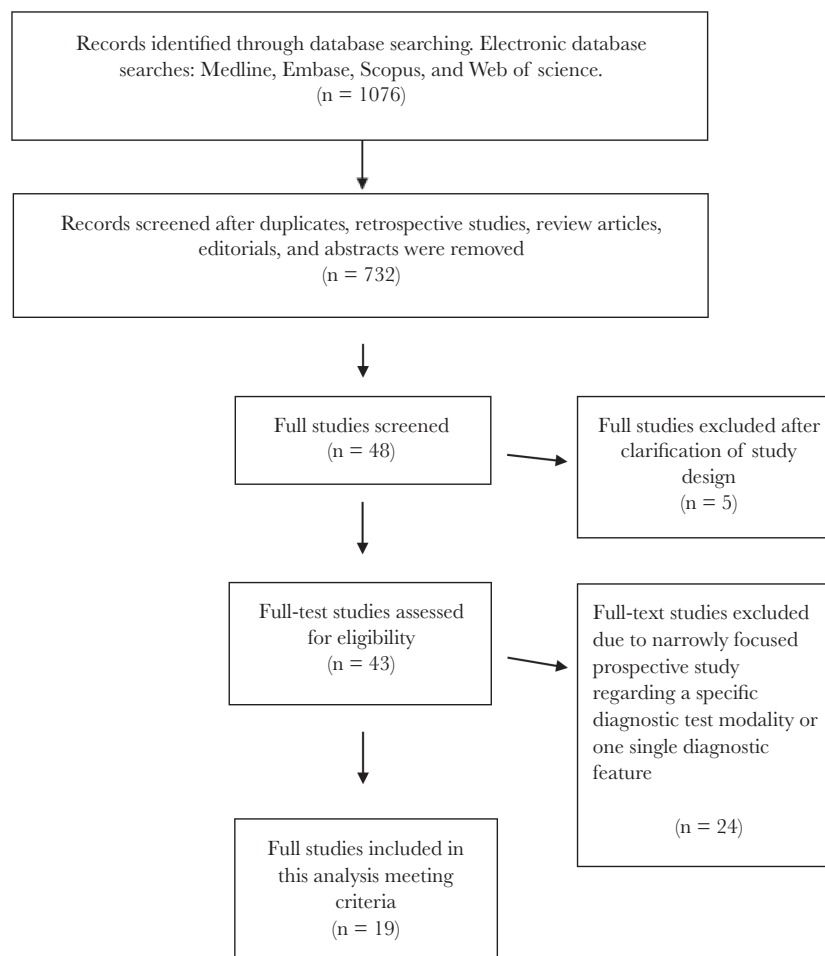 Records identified through database searching. Electronic database
searches: Medline, Embase, Scopus, and Web of science.
(n = 1076)
Records screened after duplicates, retrospective studies, review articles,
editorials, and abstracts were removed
(n = 732)
Full studies screened
(n = 48)
Full studies excluded after
clarification of study
design
(n = 5)
Full-test studies assessed
for eligibility
(n = 43)
Full-text studies excluded
due to narrowly focused
prospective study
regarding a specific
diagnostic test modality or
one single diagnostic
feature
(n = 24)
Full studies included in
this analysis meeting
criteria
(n = 19)